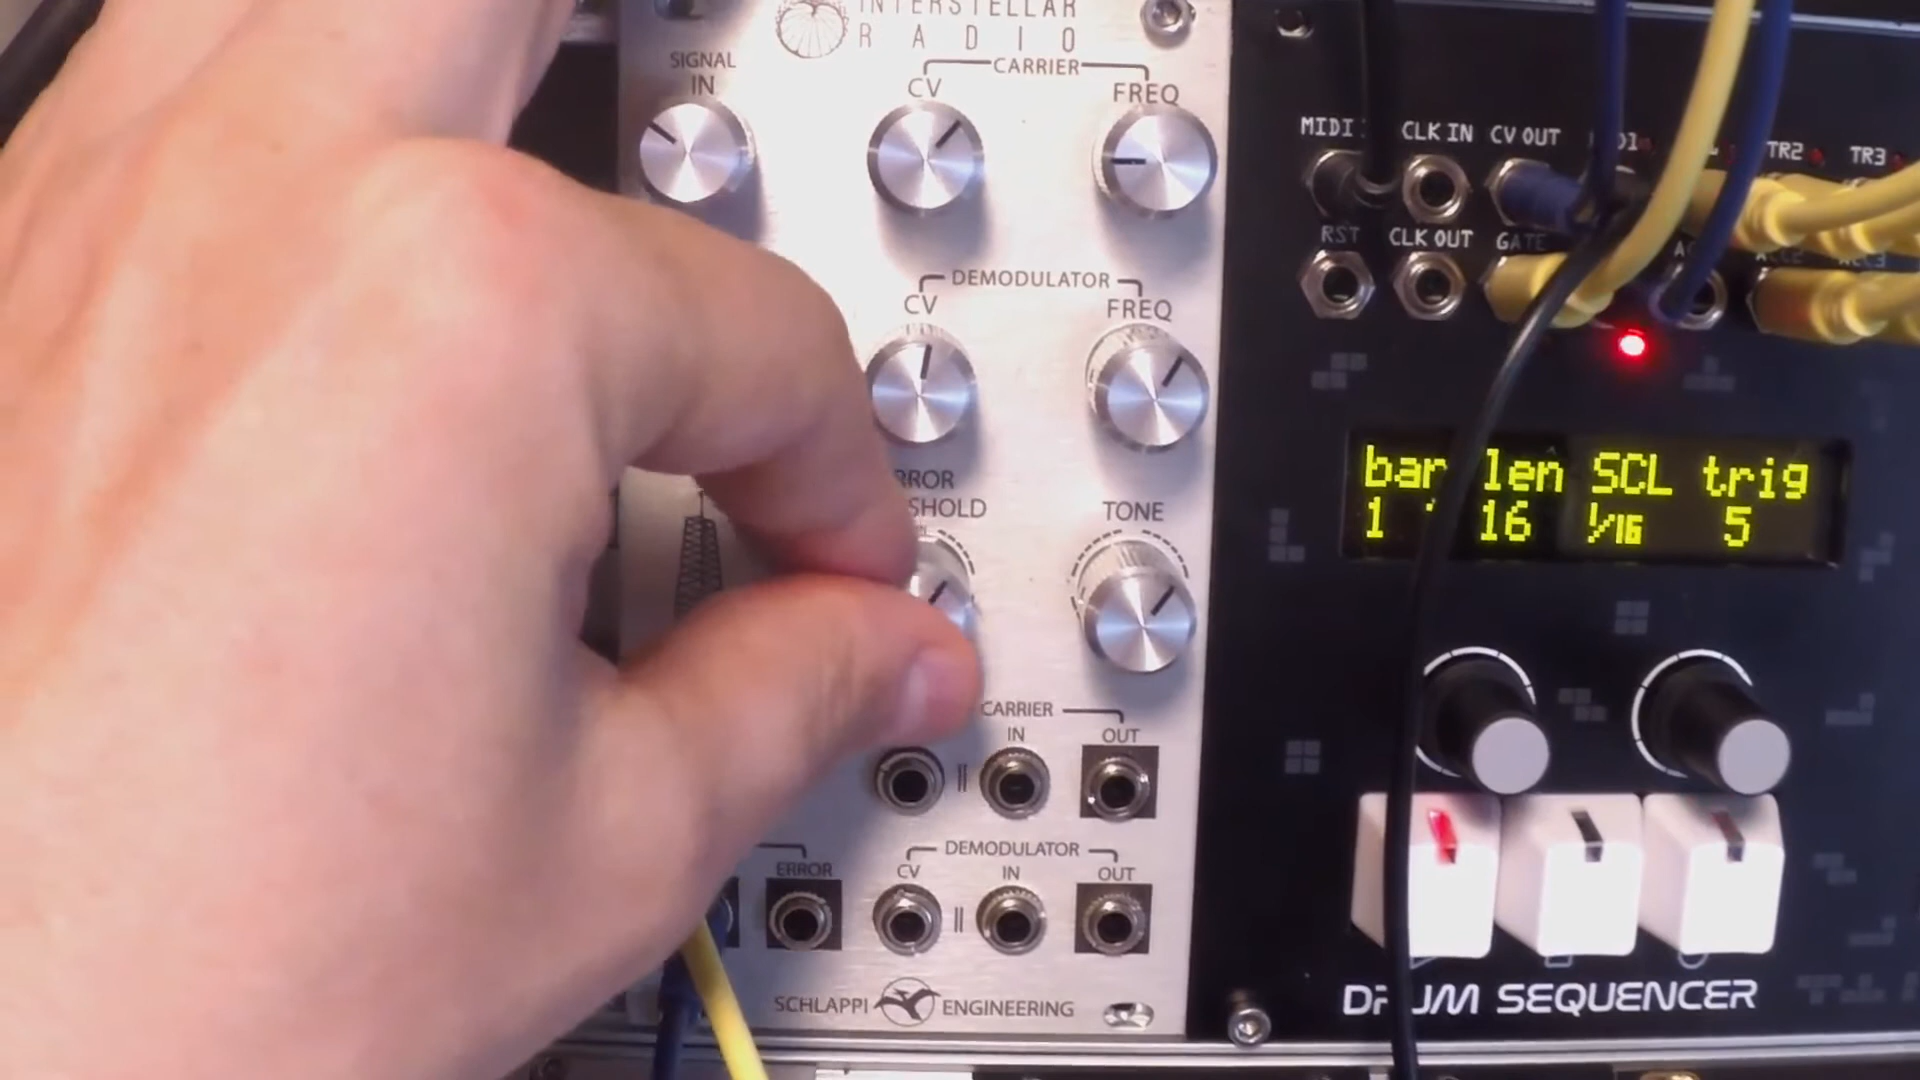 INTERSTELLAR
RADIO
SIGNAL
IN
CARRIER
CV
FREQ
DEMODULATOR
CV
FREQ
TONE
CARRIER
IN
OUT
DEMODULATOR
ERROR
CV
IN
OUT
SCHLAPPI
ENGINEERING
MIDI
CLK IN
CV OUT
TR2
TR3
RST
CLK OUT
GATE
bar len SCL trig
1 16 1/16 5
DRUM SEQUENCER